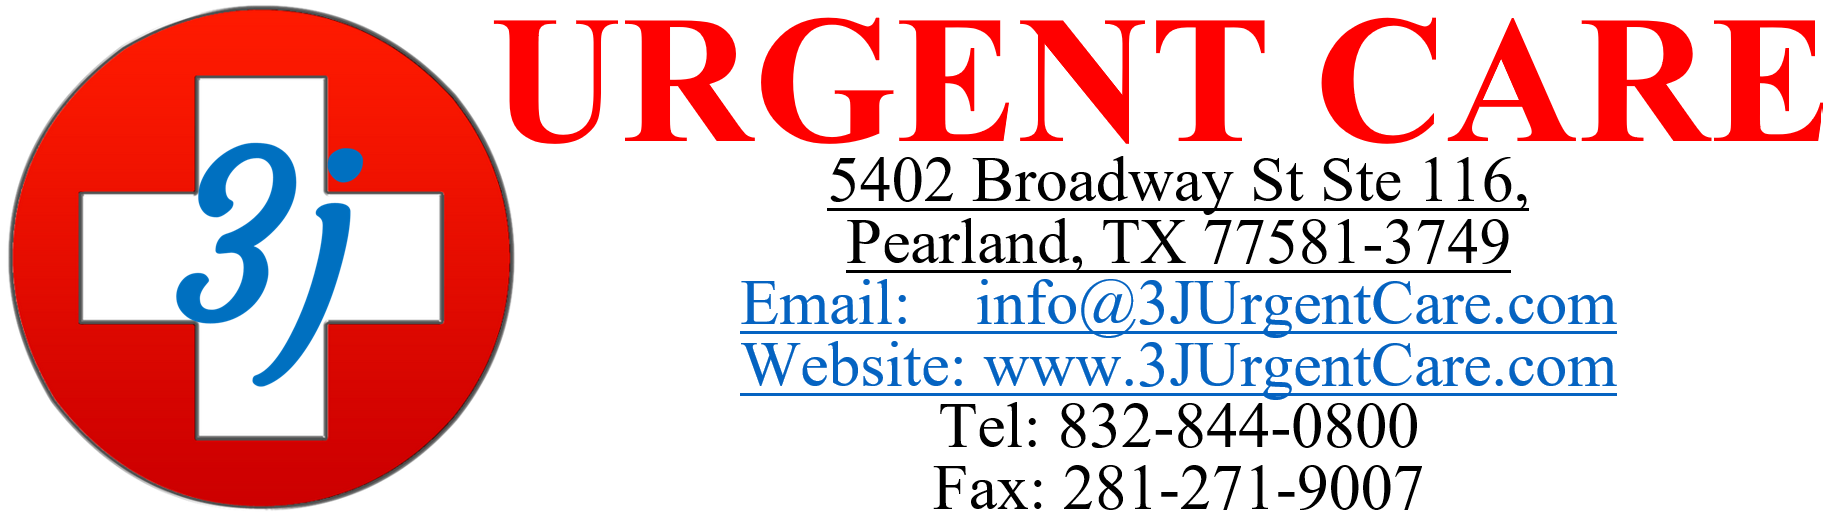 3j
URGENT CARE
5402 Broadway St Ste 116,
Pearland, TX 77581-3749
Email: info@3JUrgentCare.com
Website: www.3JUrgentCare.com
Tel: 832-844-0800
Fax: 281-271-9007